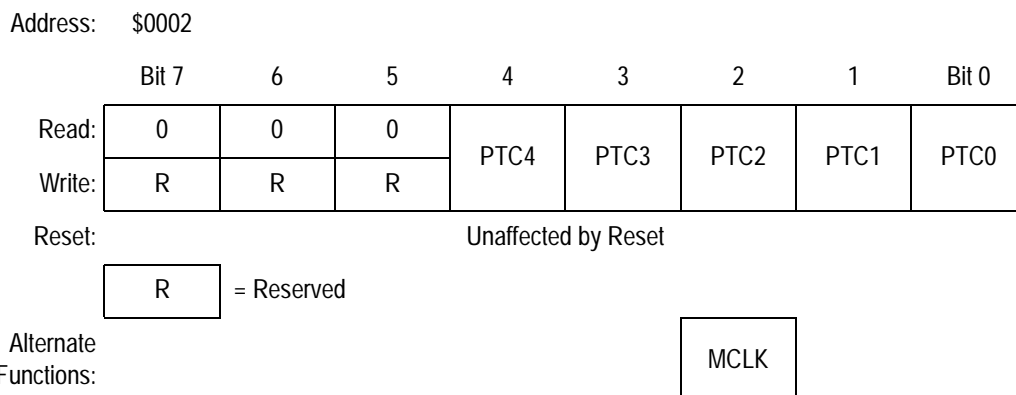 Address: $0002
Bit 7 6 5 4 3 2 1 Bit 0
Read: 0 0 0 PTC4 PTC3 PTC2 PTC1 PTC0
Write: R R R
Reset: Unaffected by Reset
R = Reserved
Alternate
Functions: MCLK